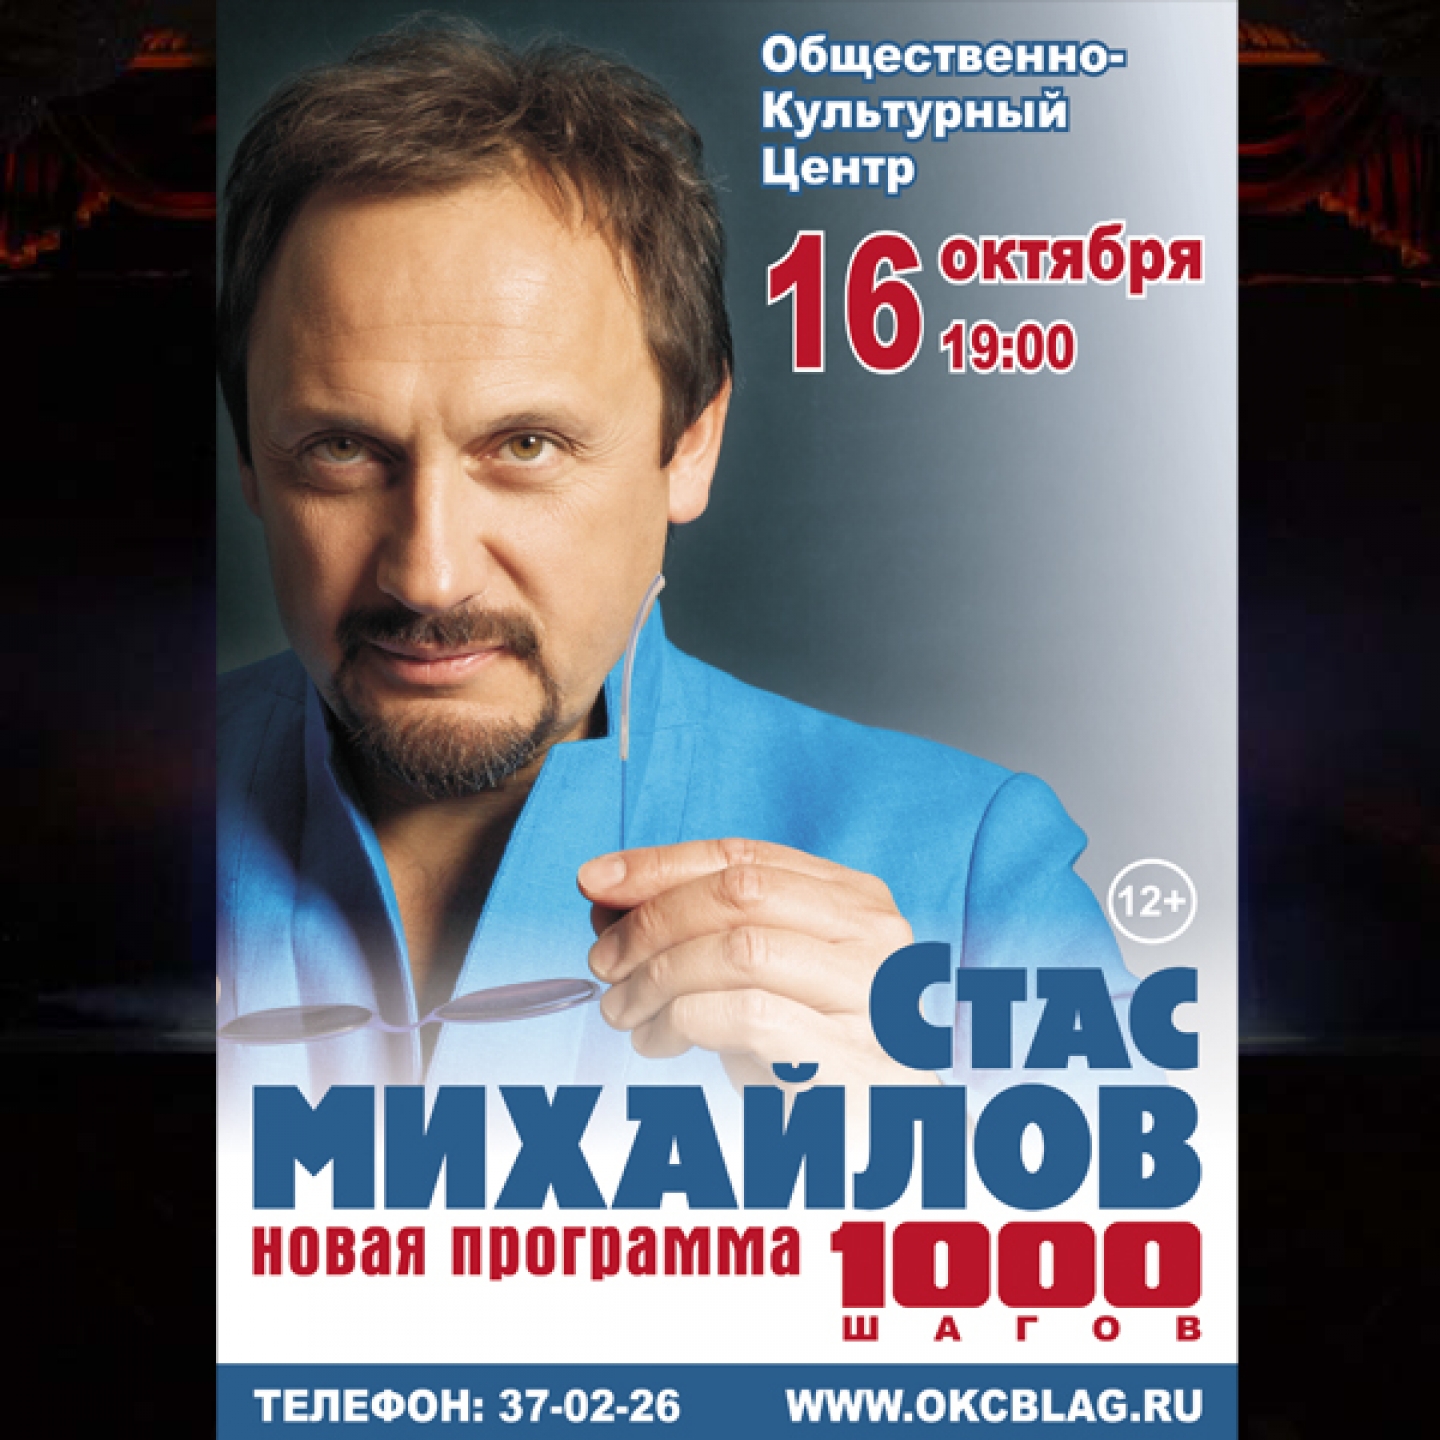 Общественно-
Культурный
Центр
16 октября
19:00
12+
Стас
МИХАЙЛОВ
новая программа 1000
ШАГОВ
ТЕЛЕФОН: 37-02-26 WWW.OKCBLAG.RU